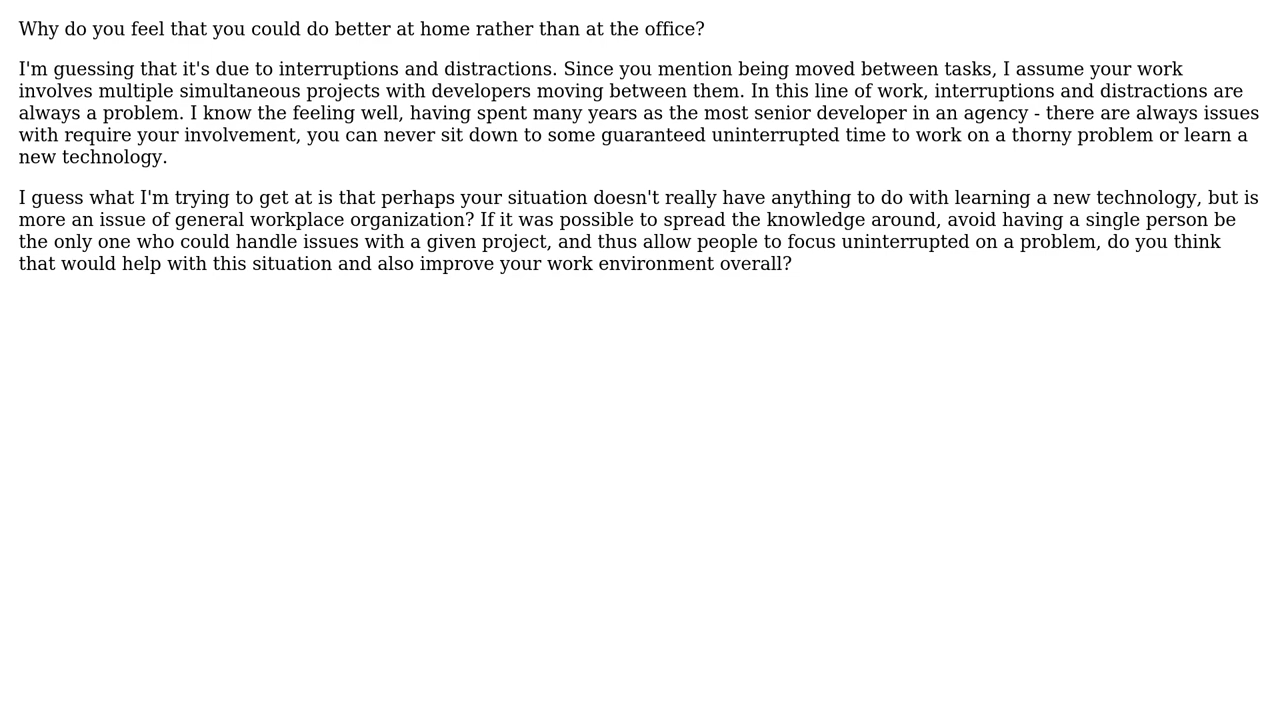 Why do you feel that you could do better at home rather than at the office?
I'm guessing that it's due to interruptions and distractions. Since you mention being moved between tasks, I assume your work
involves multiple simultaneous projects with developers moving between them. In this line of work, interruptions and distractions are
always a problem. I know the feeling well, having spent many years as the most senior developer in an agency - there are always issues
with require your involvement, you can never sit down to some guaranteed uninterrupted time to work on a thorny problem or learn a
new technology.
I guess what I'm trying to get at is that perhaps your situation doesn't really have anything to do with learning a new technology, but is
more an issue of general workplace organization? If it was possible to spread the knowledge around, avoid having a single person be
the only one who could handle issues with a given project, and thus allow people to focus uninterrupted on a problem, do you think
that would help with this situation and also improve your work environment overall?